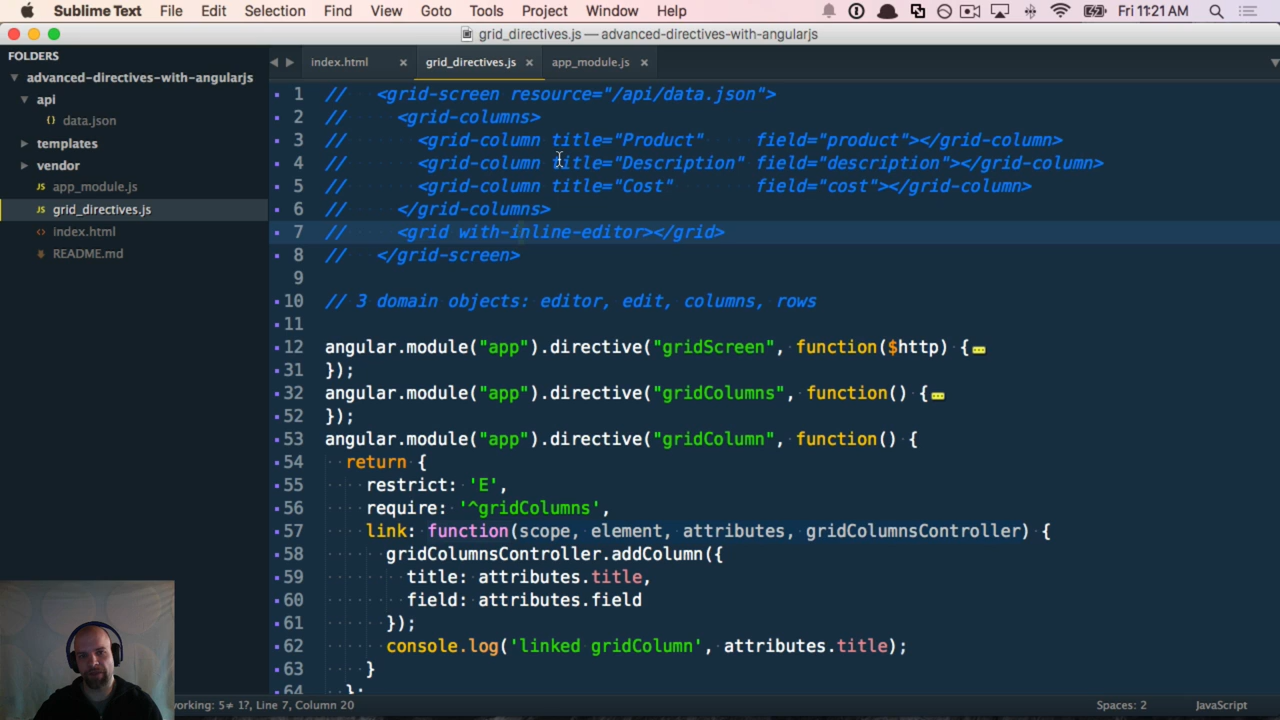 Sublime Text File Edit Selection Find View Goto Tools Project Window Help Fri 11:21 AM
grid_directives.js — advanced-directives-with-angularjs
FOLDERS
advanced-directives-with-angularjs
api
{} data.json
templates
vendor
JS app_module.js
JS grid_directives.js
<> index.html
README.md
index.html × grid_directives.js × app_module.js ×
1 // <grid-screen resource="/api/data.json">
2 // <grid-columns>
3 // <grid-column title="Product" field="product"></grid-column>
4 // <grid-column title="Description" field="description"></grid-column>
5 // <grid-column title="Cost" field="cost"></grid-column>
6 // </grid-columns>
7 // <grid with-inline-editor></grid>
8 // </grid-screen>
9
10 // 3 domain objects: editor, edit, columns, rows
11
12 angular.module("app").directive("gridScreen", function($http) {
31 });
32 angular.module("app").directive("gridColumns", function() {
52 });
53 angular.module("app").directive("gridColumn", function() {
54 return {
55 restrict: 'E',
56 require: '^gridColumns',
57 link: function(scope, element, attributes, gridColumnsController) {
58 gridColumnsController.addColumn({
59 title: attributes.title,
60 field: attributes.field
61 });
62 console.log('linked gridColumn', attributes.title);
63 }
64 };
working: 5≠ 1?, Line 7, Column 20 Spaces: 2 JavaScript